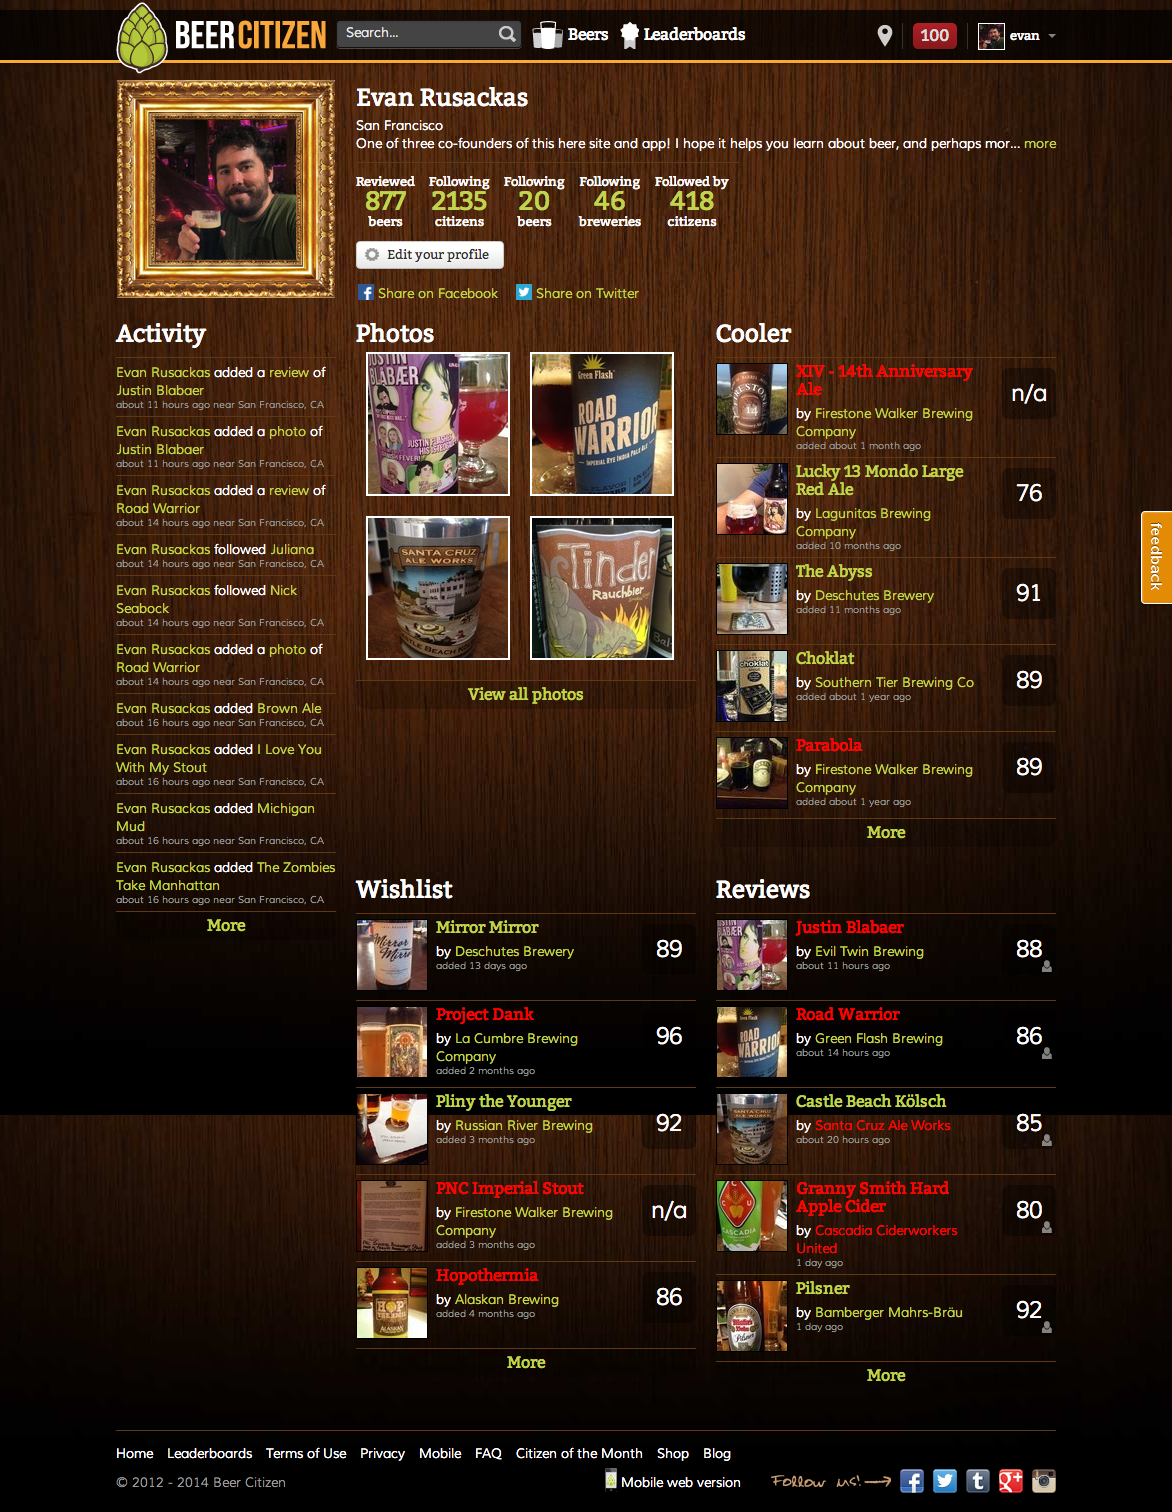 BEER CITIZEN
Search...
Beers
Leaderboards
100
evan
Evan Rusackas
San Francisco
One of three co-founders of this here site and app! I hope it helps you learn about beer, and perhaps mor... more
Reviewed 877 beers
Following 2135 citizens
Following 20 beers
Following 46 breweries
Followed by 418 citizens
Edit your profile
Share on Facebook
Share on Twitter
Activity
Evan Rusackas added a review of
Justin Blabaer
about 11 hours ago near San Francisco, CA
Evan Rusackas added a photo of
Justin Blabaer
about 11 hours ago near San Francisco, CA
Evan Rusackas added a review of
Road Warrior
about 14 hours ago near San Francisco, CA
Evan Rusackas followed Juliana
about 14 hours ago near San Francisco, CA
Evan Rusackas followed Nick
Seabock
about 14 hours ago near San Francisco, CA
Evan Rusackas added a photo of
Road Warrior
about 14 hours ago near San Francisco, CA
Evan Rusackas added Brown Ale
about 16 hours ago near San Francisco, CA
Evan Rusackas added I Love You
With My Stout
about 16 hours ago near San Francisco, CA
Evan Rusackas added Michigan
Mud
about 16 hours ago near San Francisco, CA
Evan Rusackas added The Zombies
Take Manhattan
about 16 hours ago near San Francisco, CA
More
Photos
JUSTIN
BLABÆR
Green Flash
ROAD
WARRIOR
IMPERIAL RYE INDIA PALE ALE
SANTA CRUZ
ALE WORKS
Tinder
Rauchbier
View all photos
Cooler
XIV - 14th Anniversary
Ale
by Firestone Walker Brewing
Company
added about 1 month ago
n/a
Lucky 13 Mondo Large
Red Ale
by Lagunitas Brewing
Company
added 10 months ago
76
The Abyss
by Deschutes Brewery
added 11 months ago
91
Choklat
by Southern Tier Brewing Co
added about 1 year ago
89
Parabola
by Firestone Walker Brewing
Company
added about 1 year ago
89
More
feedback
Wishlist
Mirror Mirror
by Deschutes Brewery
added 13 days ago
89
Project Dank
by La Cumbre Brewing
Company
added 2 months ago
96
Pliny the Younger
by Russian River Brewing
added 3 months ago
92
PNC Imperial Stout
by Firestone Walker Brewing
Company
added 3 months ago
n/a
Hopothermia
by Alaskan Brewing
added 4 months ago
86
More
Reviews
Justin Blabaer
by Evil Twin Brewing
about 11 hours ago
88
Road Warrior
by Green Flash Brewing
about 14 hours ago
86
Castle Beach Kölsch
by Santa Cruz Ale Works
about 20 hours ago
85
Granny Smith Hard
Apple Cider
by Cascadia Ciderworkers
United
1 day ago
80
Pilsner
by Bamberger Mahrs-Bräu
1 day ago
92
More
Home Leaderboards Terms of Use Privacy Mobile FAQ Citizen of the Month Shop Blog
© 2012 - 2014 Beer Citizen
Mobile web version
Follow us!